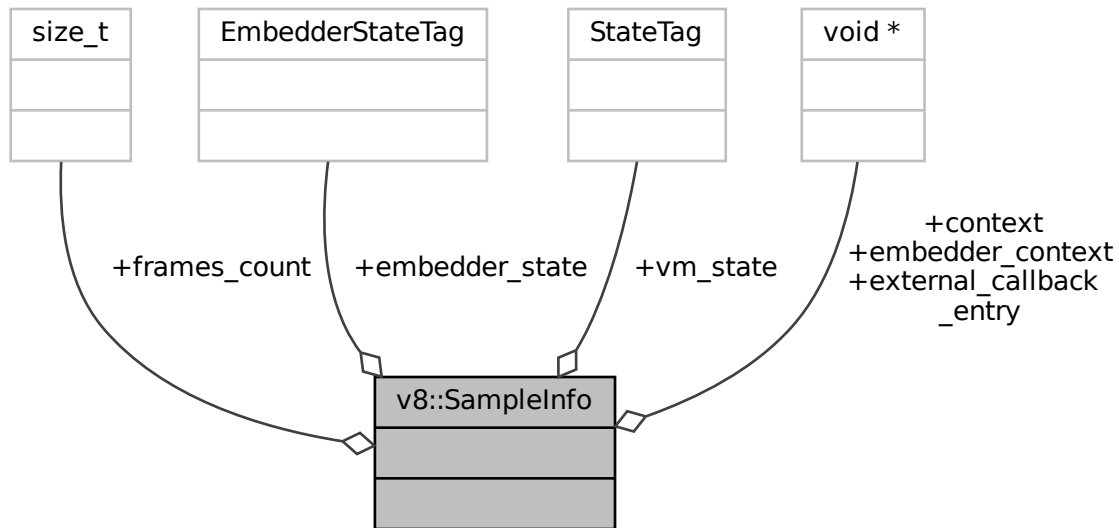 size_t
EmbedderStateTag
StateTag
void *
+frames_count
+embedder_state
+vm_state
+context
+embedder_context
+external_callback
_entry
v8::SampleInfo